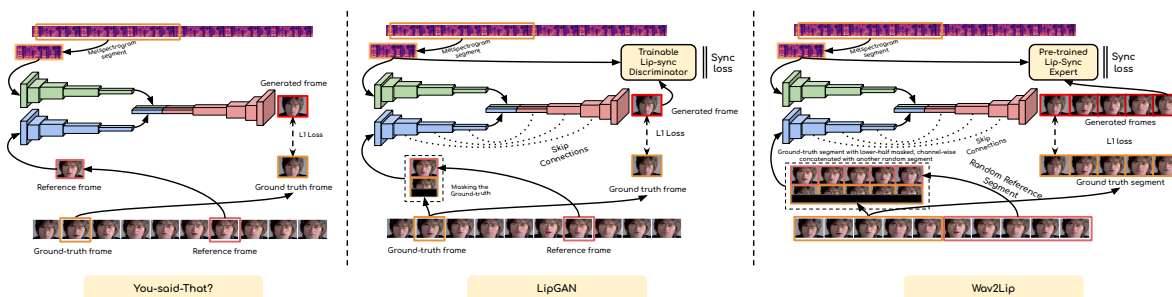 Melspectrogram
segment
Generated frame
L1 Loss
Reference frame
Ground truth frame
Ground-truth frame
Reference frame
You-said-That?
Melspectrogram
segment
Trainable
Lip-sync
Discriminator
Sync
loss
Generated frame
L1 Loss
Skip
Connections
Masking the
Ground-truth
Ground truth frame
Ground-truth frame
Reference frame
LipGAN
Melspectrogram
segment
Pre-trained
Lip-Sync
Expert
Sync
loss
Generated frames
L1 loss
Skip
Connections
Ground-truth segment with lower-half masked, channel-wise
concatenated with another random segment
Random Reference
Segment
Ground truth segment
Wav2Lip